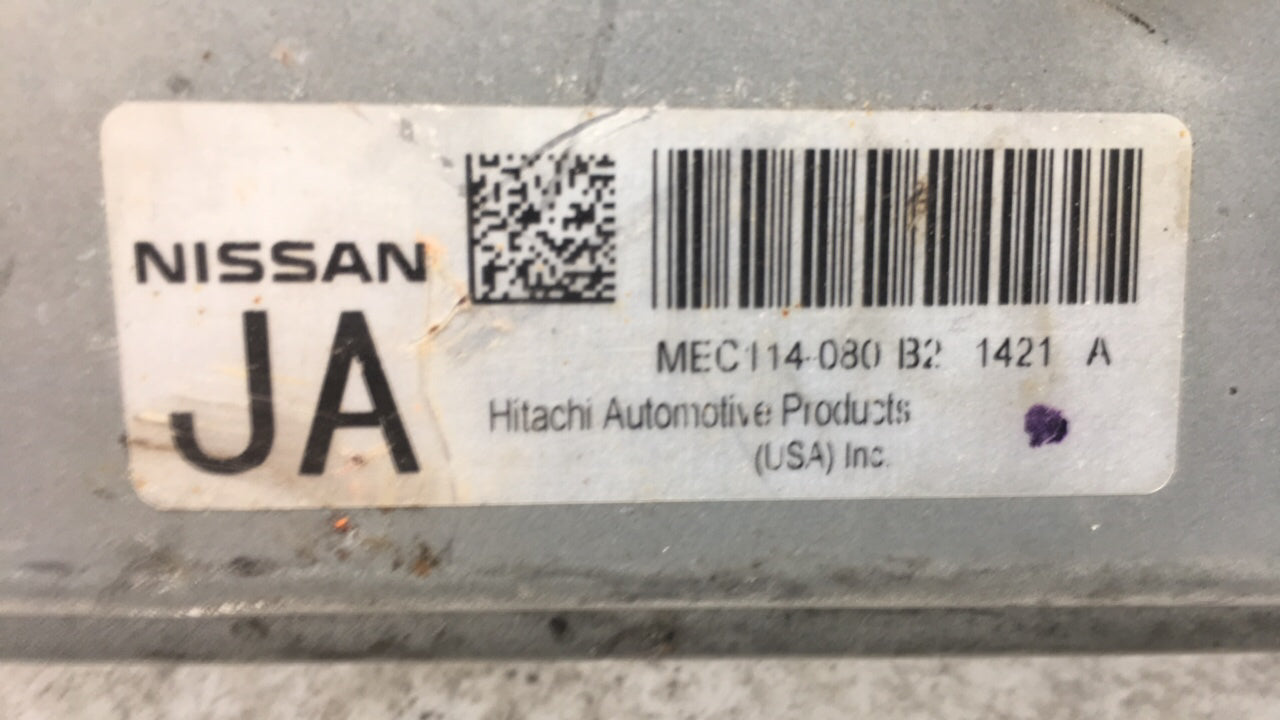 NISSAN
JA
MEC114-080 B2 1421 A
Hitachi Automotive Products
(USA) Inc.